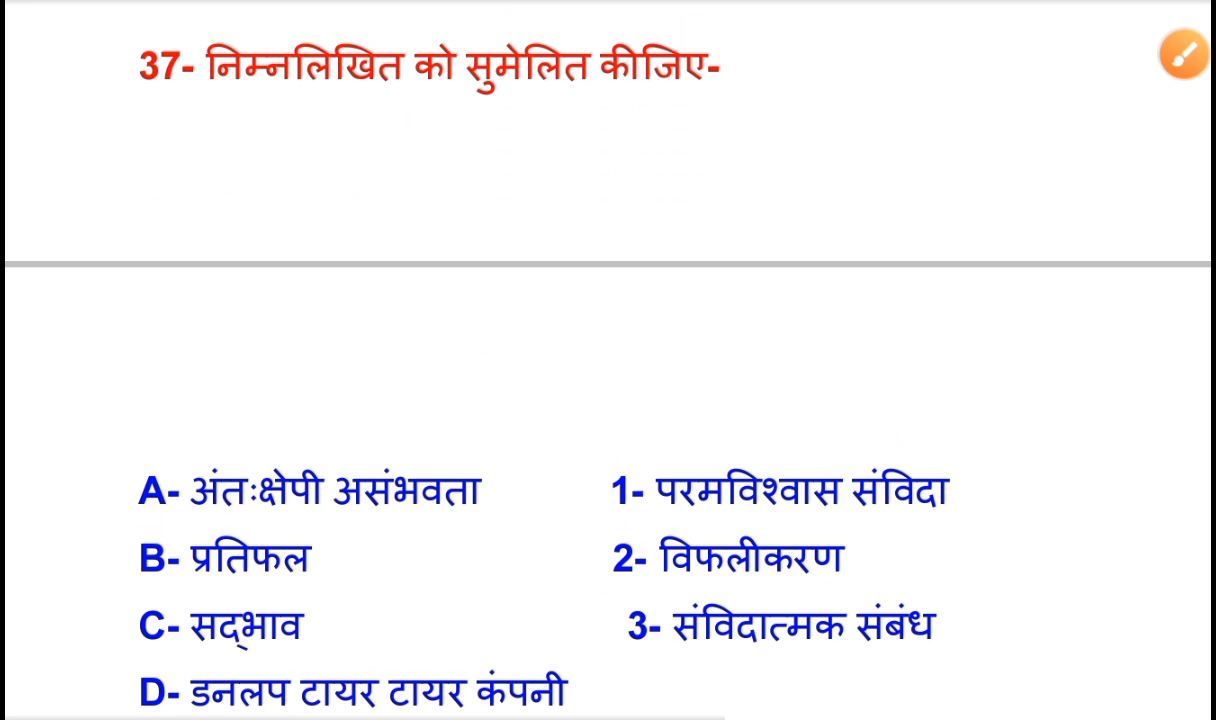 37- निम्नलिखित को सुमेलित कीजिए-
A- अंतःक्षेपी असंभवता 1- परमविश्वास संविदा
B- प्रतिफल 2- विफलीकरण
C- सद्भाव 3- संविदात्मक संबंध
D- डनलप टायर टायर कंपनी